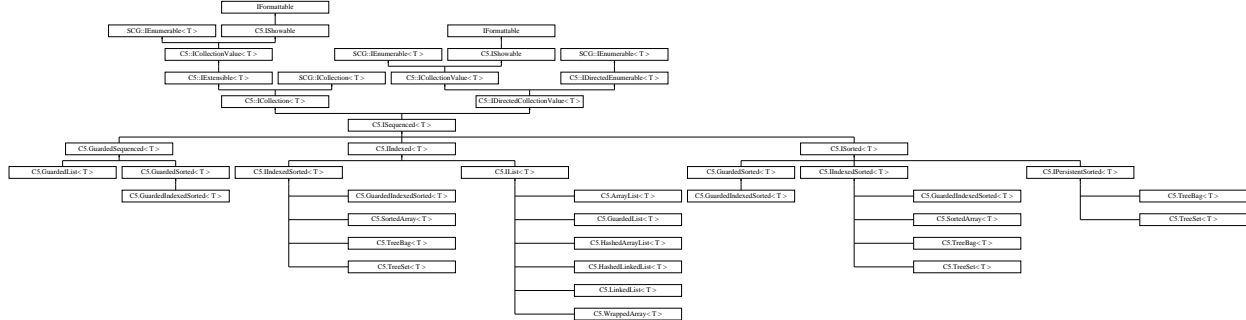 IFormattable
C5.IShowable
IFormattable
SCG::IEnumerable< T >
C5.IShowable
C5::ICollectionValue< T >
SCG::IEnumerable< T >
SCG::IEnumerable< T >
C5::IExtensible< T >
SCG::ICollection< T >
C5::ICollectionValue< T >
C5::IDirectedEnumerable< T >
C5::ICollection< T >
C5::IDirectedCollectionValue< T >
C5.ISequenced< T >
C5.GuardedSequenced< T >
C5.IIndexed< T >
C5.ISorted< T >
C5.GuardedList< T >
C5.GuardedSorted< T >
C5.IIndexedSorted< T >
C5.IList< T >
C5.GuardedSorted< T >
C5.IIndexedSorted< T >
C5.IPersistentSorted< T >
C5.GuardedIndexedSorted< T >
C5.GuardedIndexedSorted< T >
C5.ArrayList< T >
C5.GuardedIndexedSorted< T >
C5.GuardedIndexedSorted< T >
C5.TreeBag< T >
C5.SortedArray< T >
C5.GuardedList< T >
C5.SortedArray< T >
C5.TreeSet< T >
C5.TreeBag< T >
C5.HashedArrayList< T >
C5.TreeBag< T >
C5.TreeSet< T >
C5.HashedLinkedList< T >
C5.TreeSet< T >
C5.LinkedList< T >
C5.WrappedArray< T >